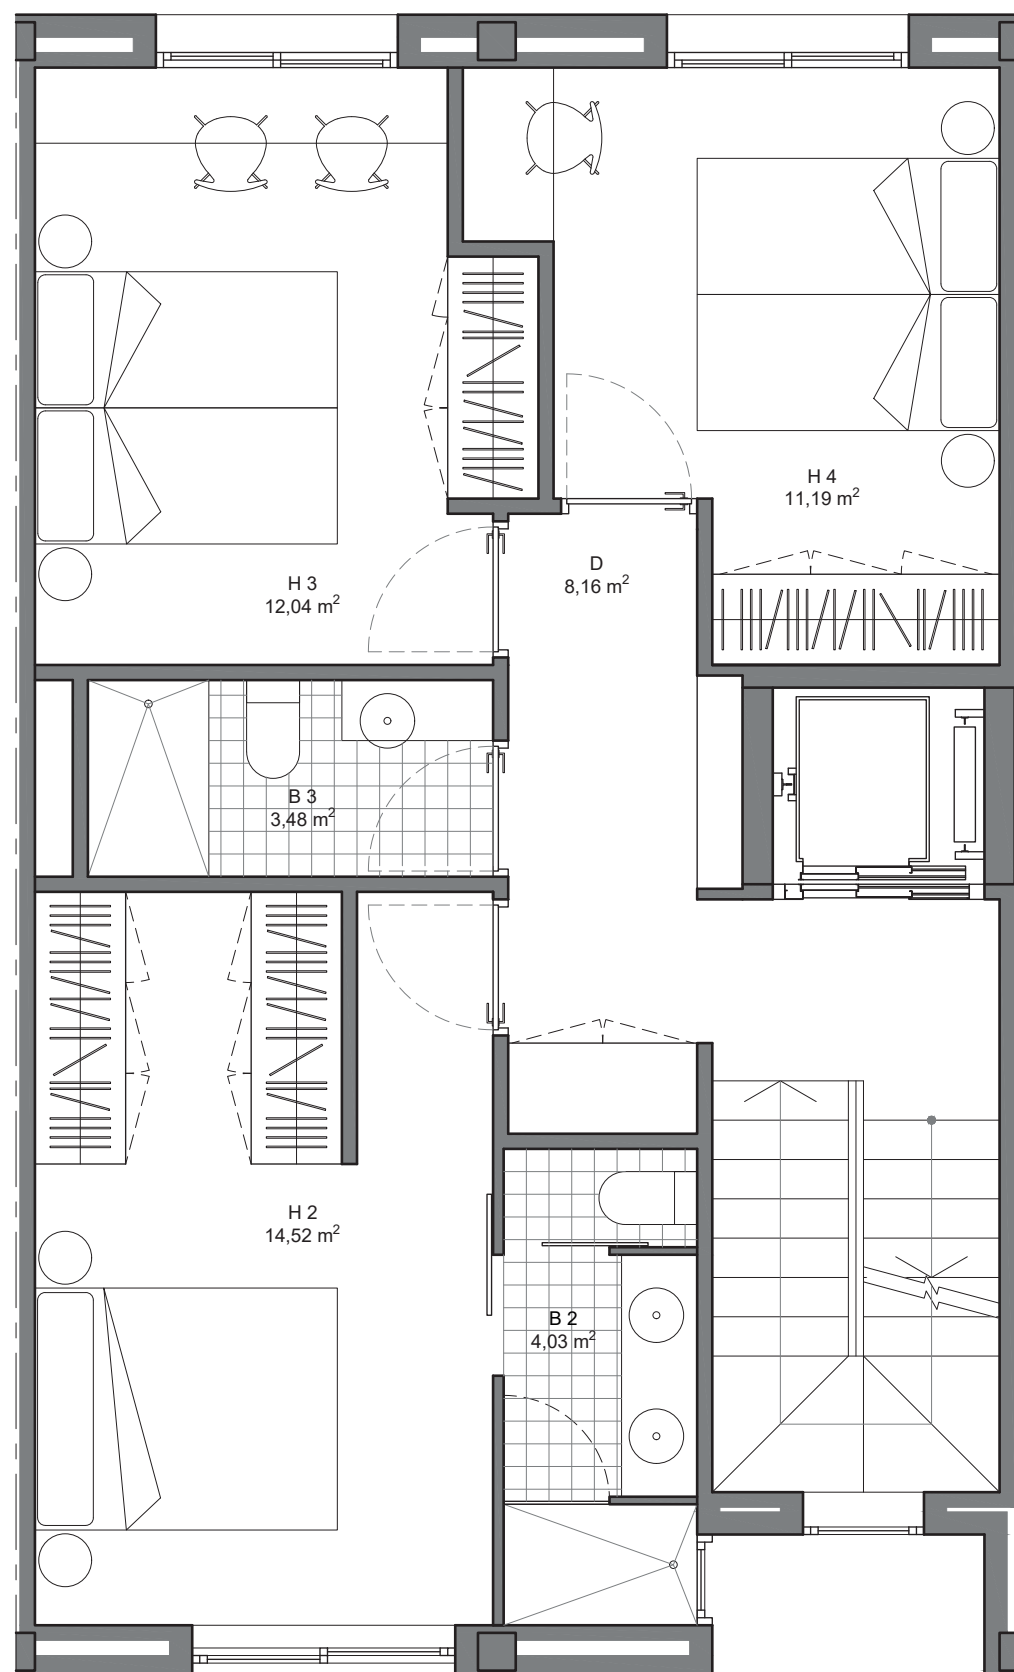 H 4
11,19 m²
D
8,16 m²
H 3
12,04 m²
B 3
3,48 m²
H 2
14,52 m²
B 2
4,03 m²